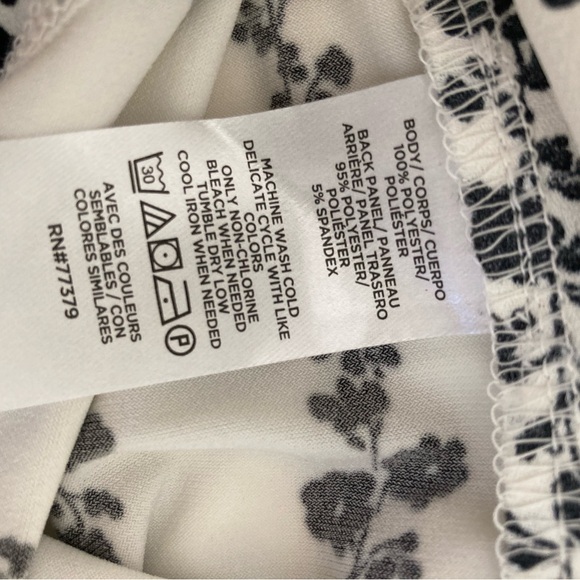 BODY/ CORPS/ CUERPO
100% POLYESTER/
POLIÉSTER
BACK PANEL/ PANNEAU
ARRIÈRE/ PANEL TRASERO
95% POLYESTER/
POLIÉSTER
5% SPANDEX
MACHINE WASH COLD
DELICATE CYCLE WITH LIKE
COLORS
ONLY NON-CHLORINE
BLEACH WHEN NEEDED
TUMBLE DRY LOW
COOL IRON WHEN NEEDED
30
P
AVEC DES COULEURS
SEMBLABLES / CON
COLORES SIMILARES
RN#77379